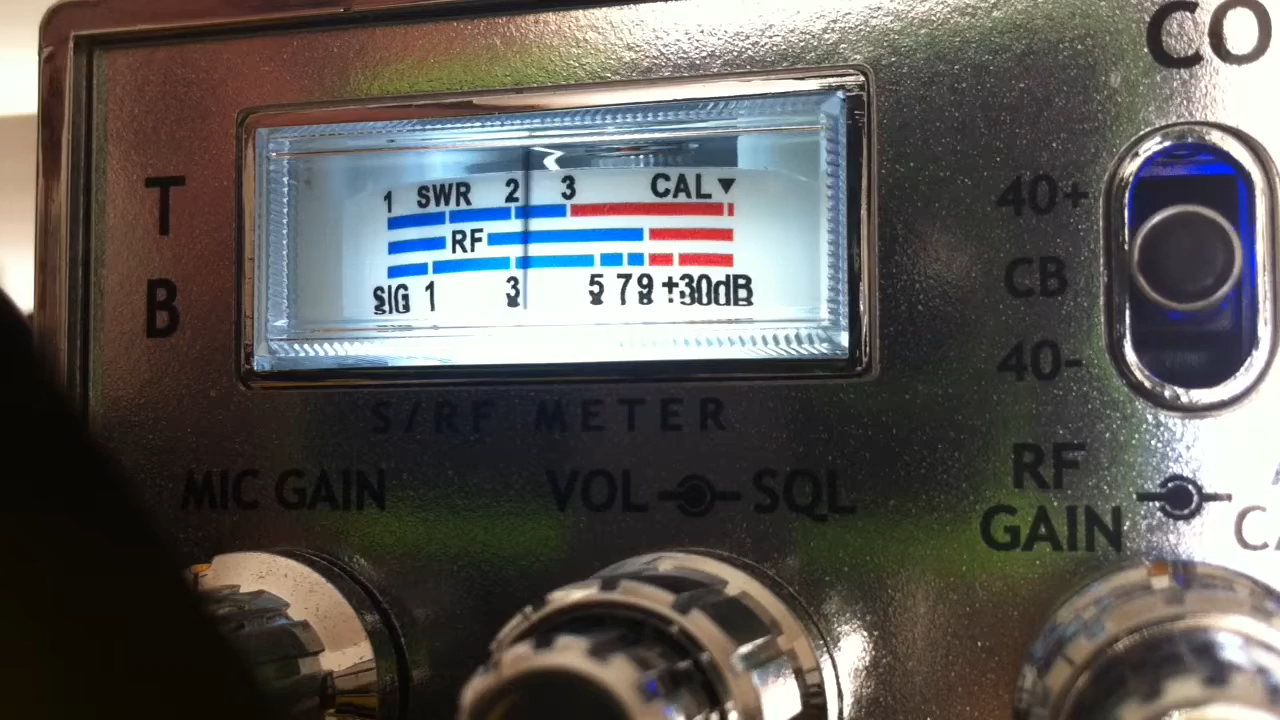 CO
T
B
1 SWR 2 3 CAL▼
RF
SIG 1 3 5 7 9 +30dB
40+
CB
40-
S/RF METER
MIC GAIN
VOL
SQL
RF
GAIN